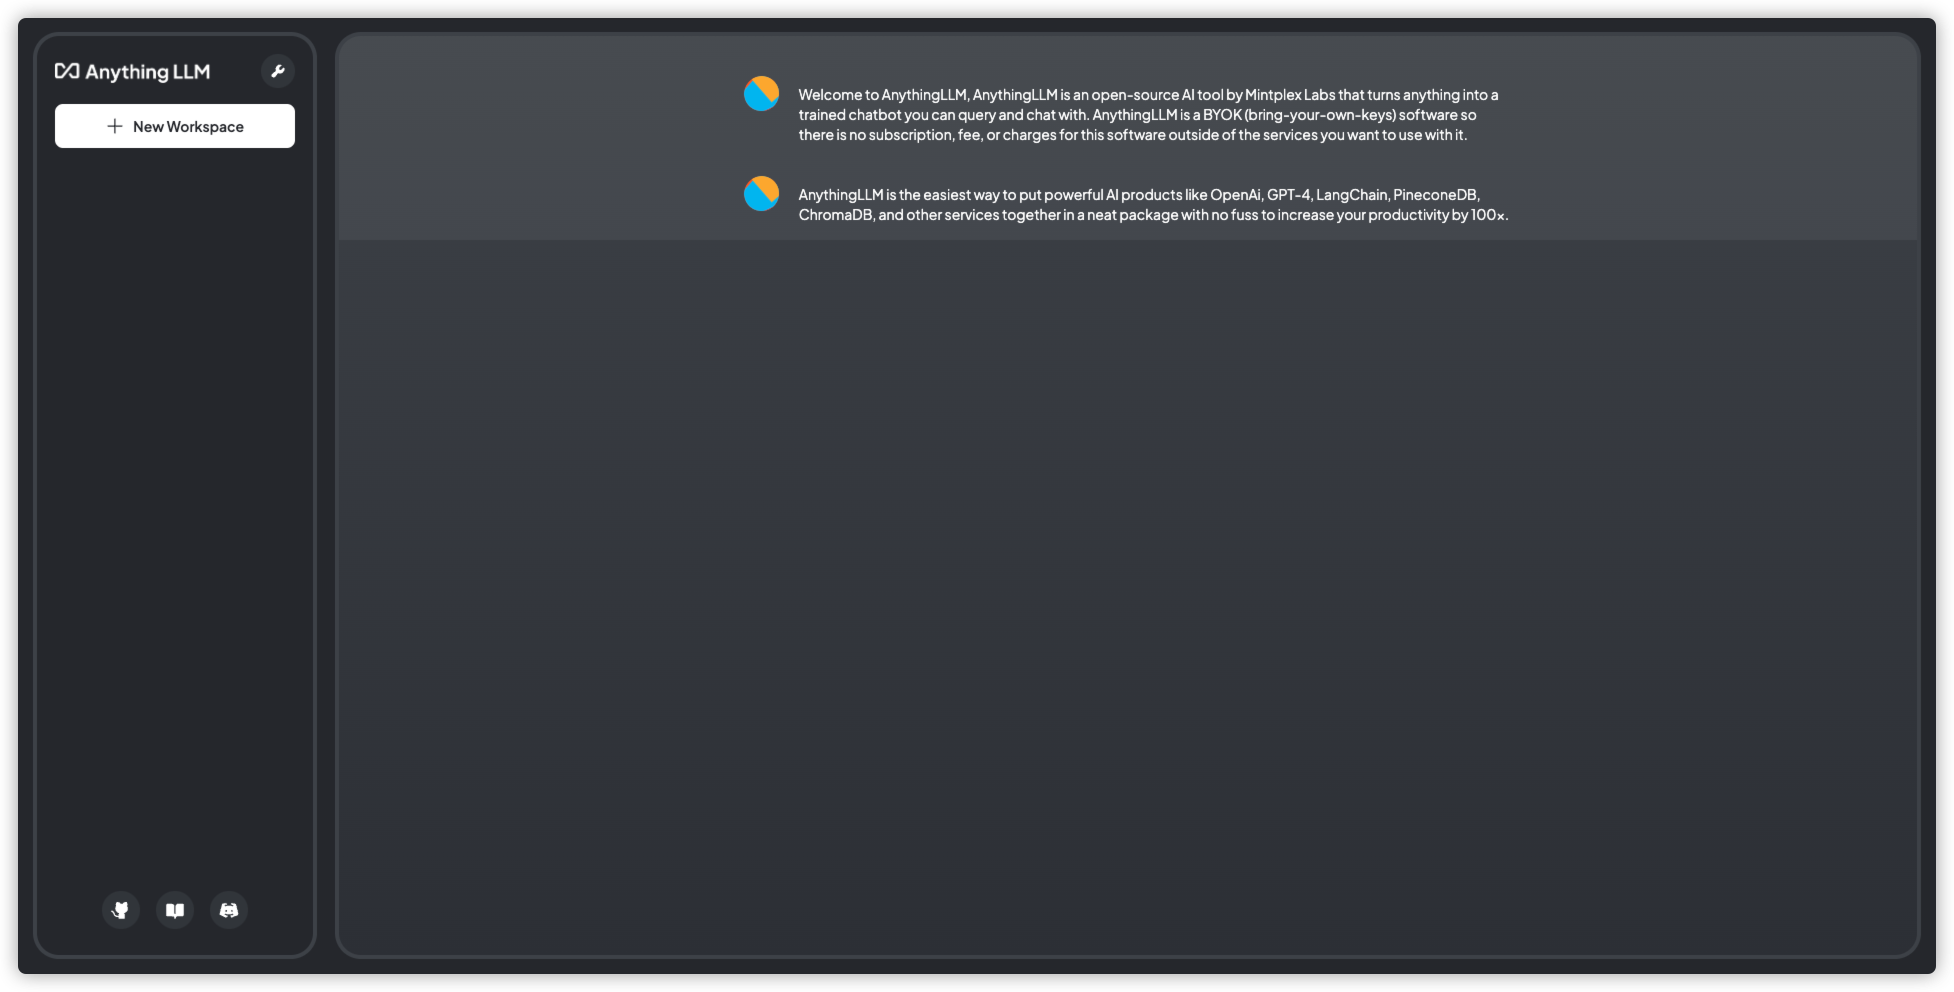 Anything LLM
New Workspace
Welcome to AnythingLLM, AnythingLLM is an open-source AI tool by Mintplex Labs that turns anything into a
trained chatbot you can query and chat with. AnythingLLM is a BYOK (bring-your-own-keys) software so
there is no subscription, fee, or charges for this software outside of the services you want to use with it.
AnythingLLM is the easiest way to put powerful AI products like OpenAi, GPT-4, LangChain, PineconeDB,
ChromaDB, and other services together in a neat package with no fuss to increase your productivity by 100x.